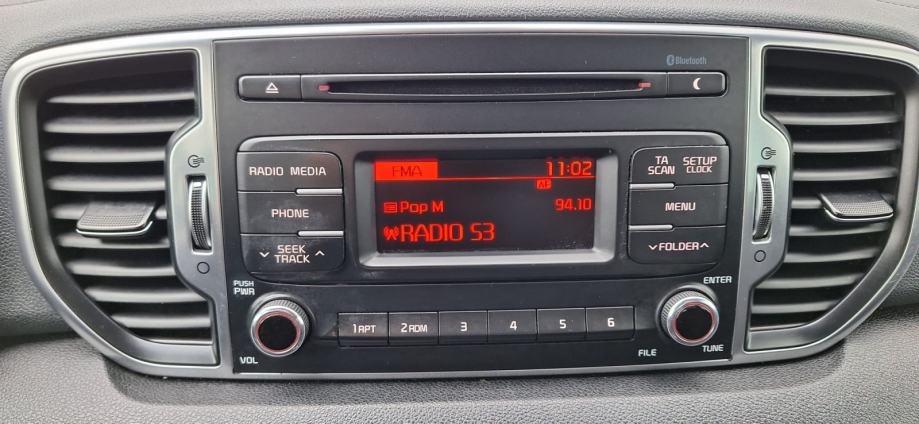 Bluetooth
RADIO MEDIA
PHONE
SEEK
TRACK
PUSH
PWR
VOL
FMA 11:02
AF
Pop M 94.10
RADIO S3
TA
SCAN
SETUP
CLOCK
MENU
FOLDER
ENTER
TUNE
FILE
1 RPT 2 RDM 3 4 5 6